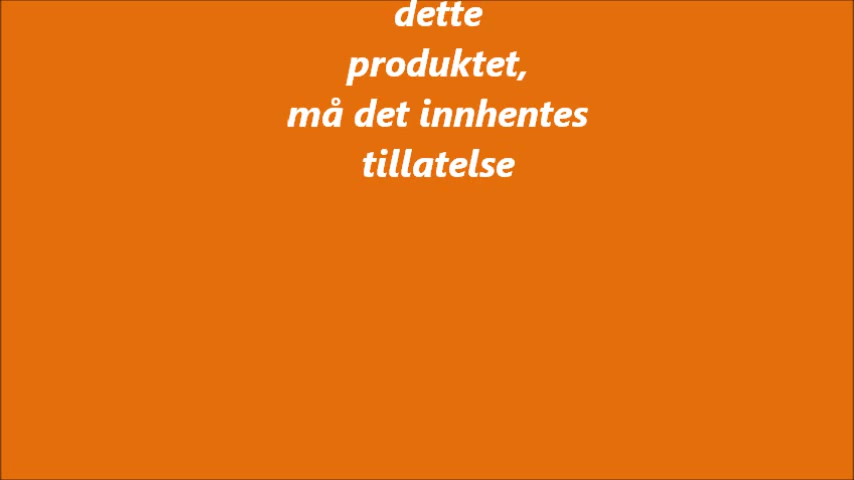 dette
produktet,
må det innhentes
tillatelse